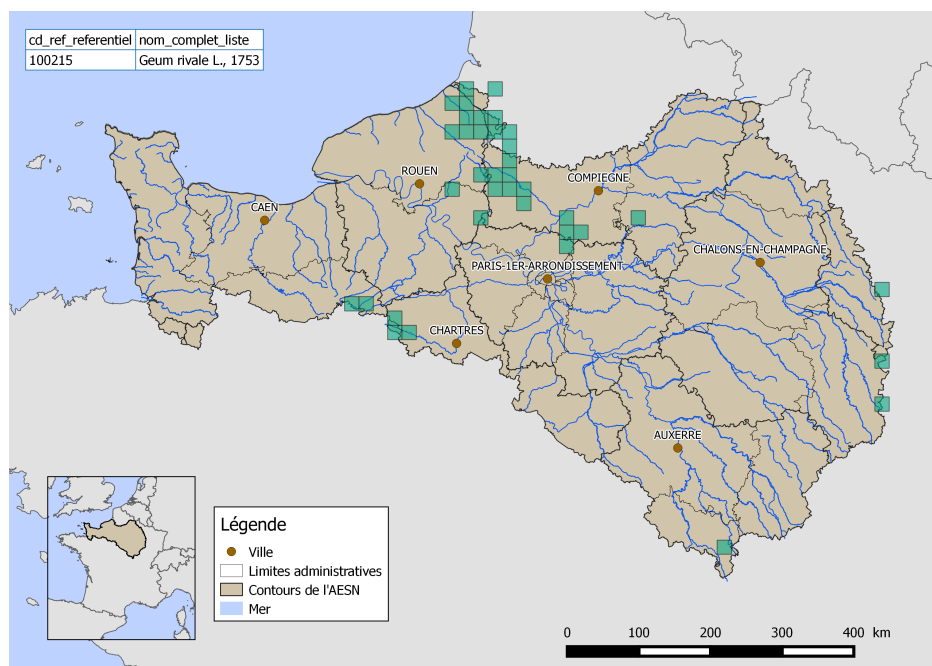 cd_ref_referentiel nom_complet_liste
100215 Geum rivale L., 1753
ROUEN
COMPIEGNE
CAEN
CHALONS-EN-CHAMPAGNE
PARIS-1ER-ARRONDISSEMENT
CHARTRES
AUXERRE
Légende
Ville
Limites administratives
Contours de l'AESN
Mer
0 100 200 300 400 km